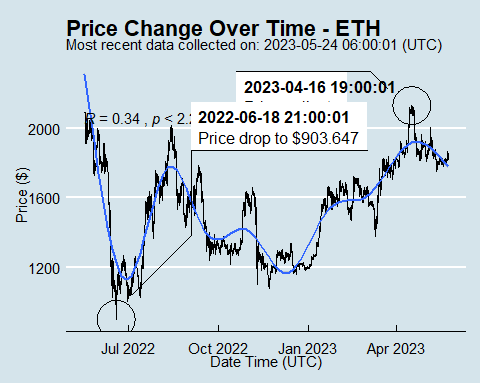 Price Change Over Time - ETH
Most recent data collected on: 2023-05-24 06:00:01 (UTC)
2023-04-16 19:00:01
R = 0.34 , p < 2.2
2022-06-18 21:00:01
Price drop to $903.647
2000
1600
1200
Price ($)
Jul 2022
Oct 2022
Jan 2023
Apr 2023
Date Time (UTC)